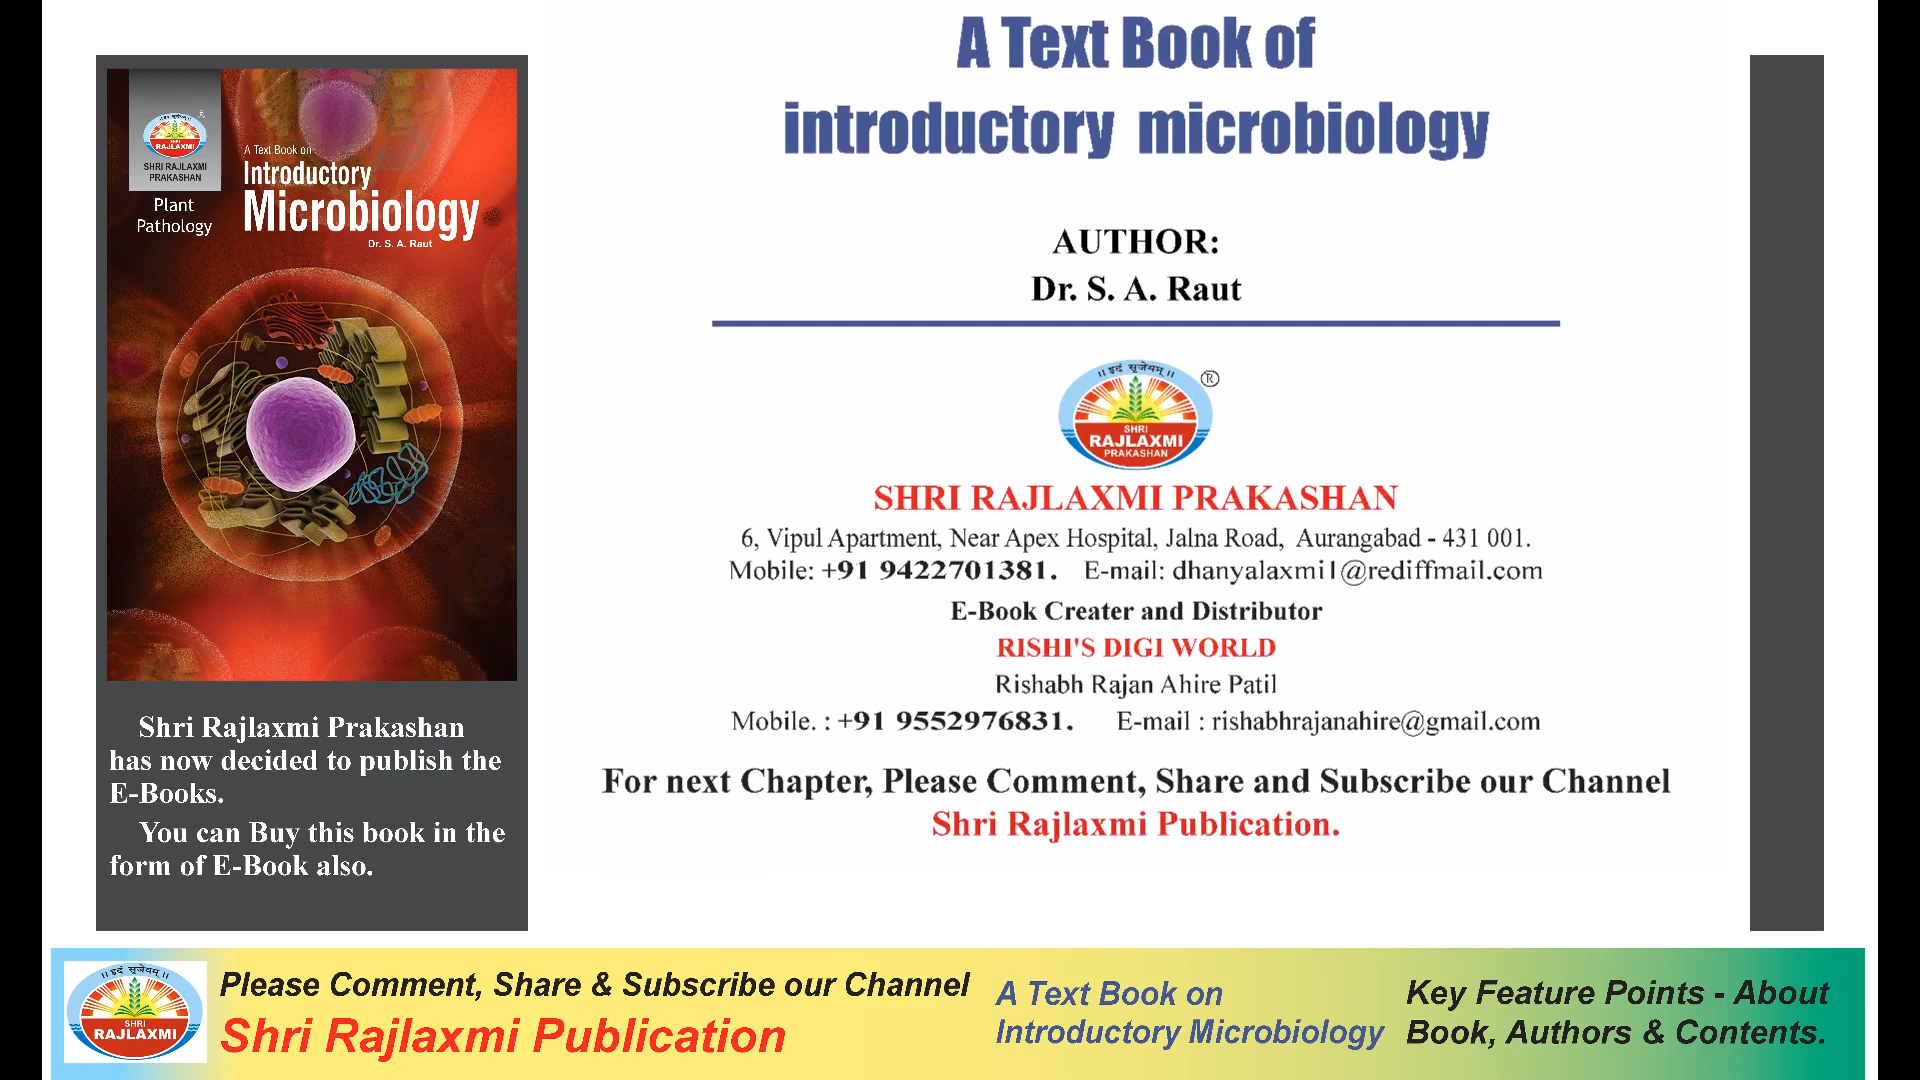 A Text Book of
introductory microbiology
AUTHOR:
Dr. S. A. Raut
।। इदं सृजेयम् ।।
®
SHRI
RAJLAXMI
PRAKASHAN
SHRI RAJLAXMI PRAKASHAN
6, Vipul Apartment, Near Apex Hospital, Jalna Road, Aurangabad - 431 001.
Mobile: +91 9422701381. E-mail: dhanyalaxmi1@rediffmail.com
E-Book Creater and Distributor
RISHI'S DIGI WORLD
Rishabh Rajan Ahire Patil
Mobile. : +91 9552976831. E-mail : rishabhrajanahire@gmail.com
For next Chapter, Please Comment, Share and Subscribe our Channel
Shri Rajlaxmi Publication.
SHRI
RAJLAXMI
SHRI RAJLAXMI
PRAKASHAN
Plant
Pathology
A Text Book on
Introductory
Microbiology
Dr. S. A. Raut
Shri Rajlaxmi Prakashan
has now decided to publish the
E-Books.
You can Buy this book in the
form of E-Book also.
।। इदं सृजेयम् ।।
SHRI
RAJLAXMI
Please Comment, Share & Subscribe our Channel
Shri Rajlaxmi Publication
A Text Book on
Introductory Microbiology
Key Feature Points - About
Book, Authors & Contents.